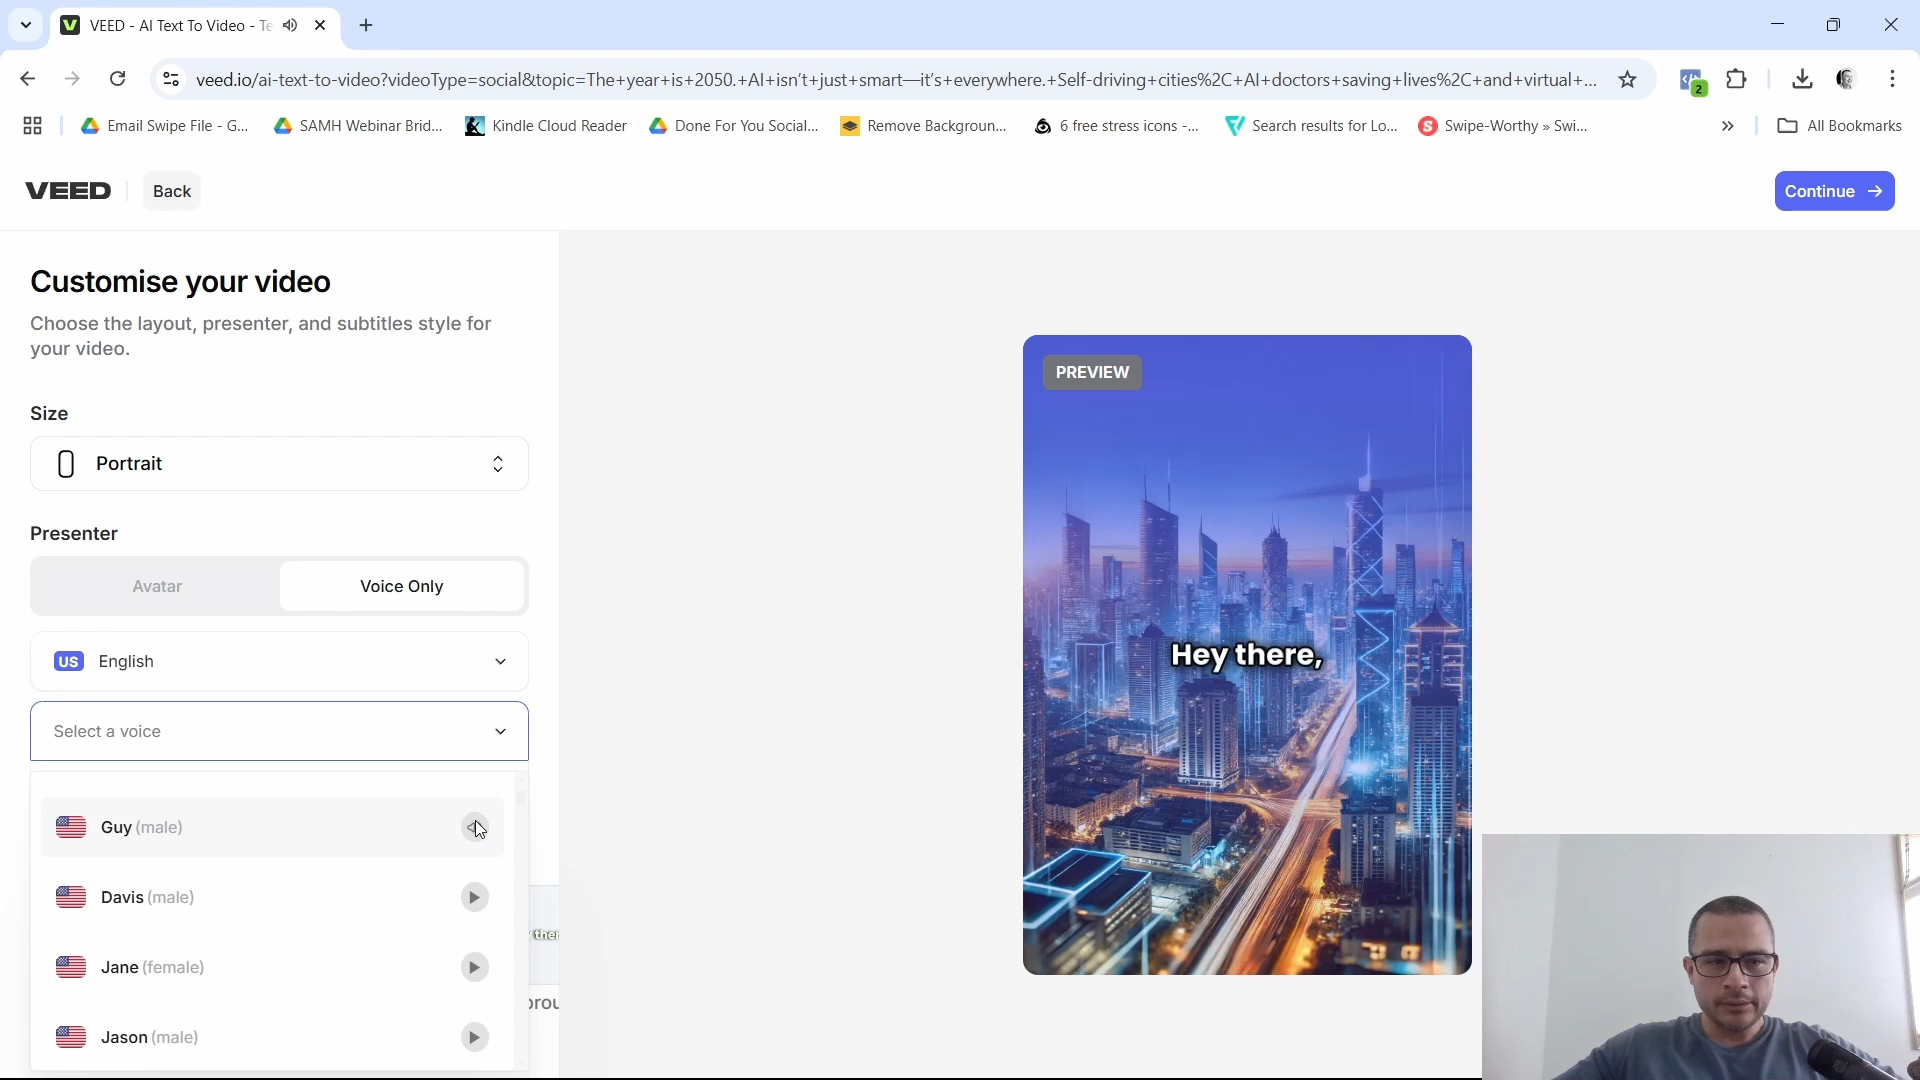 VEED - AI Text To Video - Te
veed.io/ai-text-to-video?videoType=social&topic=The+year+is+2050.+AI+isn't+just+smart—it's+everywhere.+Self-driving+cities%2C+AI+doctors+saving+lives%2C+and+virtual+...
2
Email Swipe File - G...
SAMH Webinar Brid...
Kindle Cloud Reader
Done For You Social...
Remove Backgroun...
6 free stress icons -...
Search results for Lo...
Swipe-Worthy » Swi...
»
All Bookmarks
VEED
Back
Continue →
Customise your video
Choose the layout, presenter, and subtitles style for
your video.
Size
Portrait
Presenter
Avatar
Voice Only
US English
Select a voice
Guy (male)
Davis (male)
Jane (female)
Jason (male)
PREVIEW
Hey there,